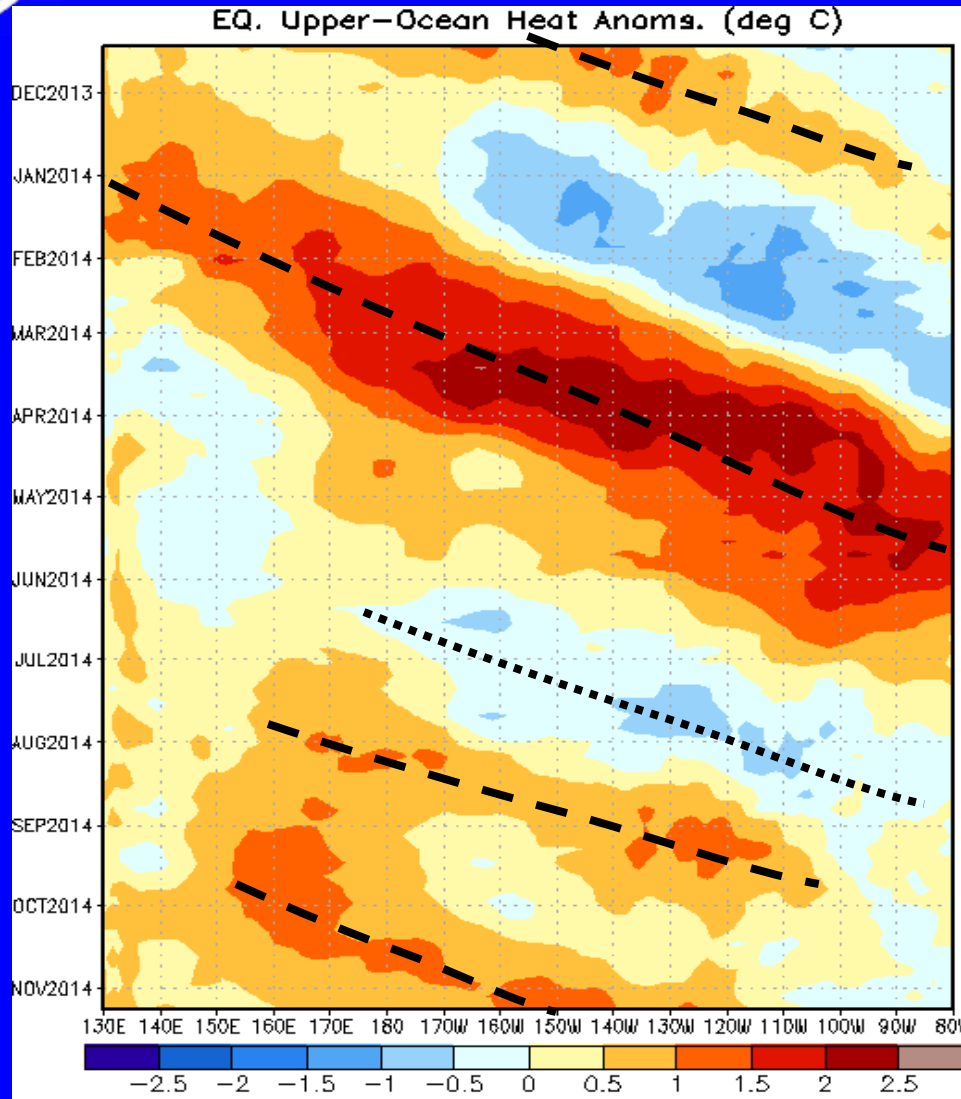 EQ. Upper-Ocean Heat Anoms. (deg C)
DEC2013
JAN2014
FEB2014
MAR2014
APR2014
MAY2014
JUN2014
JUL2014
AUG2014
SEP2014
OCT2014
NOV2014
130E 140E 150E 160E 170E 180 170W 160W 150W 140W 130W 120W 110W 100W 90W 80W
-2.5 -2 -1.5 -1 -0.5 0 0.5 1 1.5 2 2.5